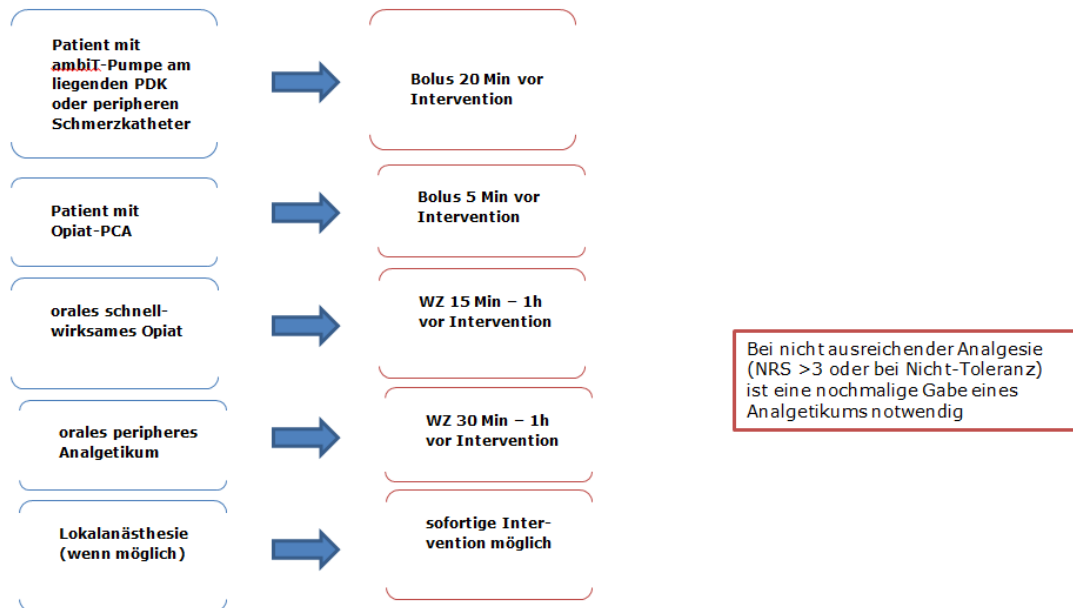 Patient mit
ambiT-Pumpe am
liegenden PDK
oder peripheren
Schmerzkatheter
Bolus 20 Min vor
Intervention
Patient mit
Opiat-PCA
Bolus 5 Min vor
Intervention
orales schnell-
wirksames Opiat
WZ 15 Min – 1h
vor Intervention
orales peripheres
Analgetikum
WZ 30 Min – 1h
vor Intervention
Lokalanästhesie
(wenn möglich)
sofortige Inter-
vention möglich
Bei nicht ausreichender Analgesie
(NRS >3 oder bei Nicht-Toleranz)
ist eine nochmalige Gabe eines
Analgetikums notwendig